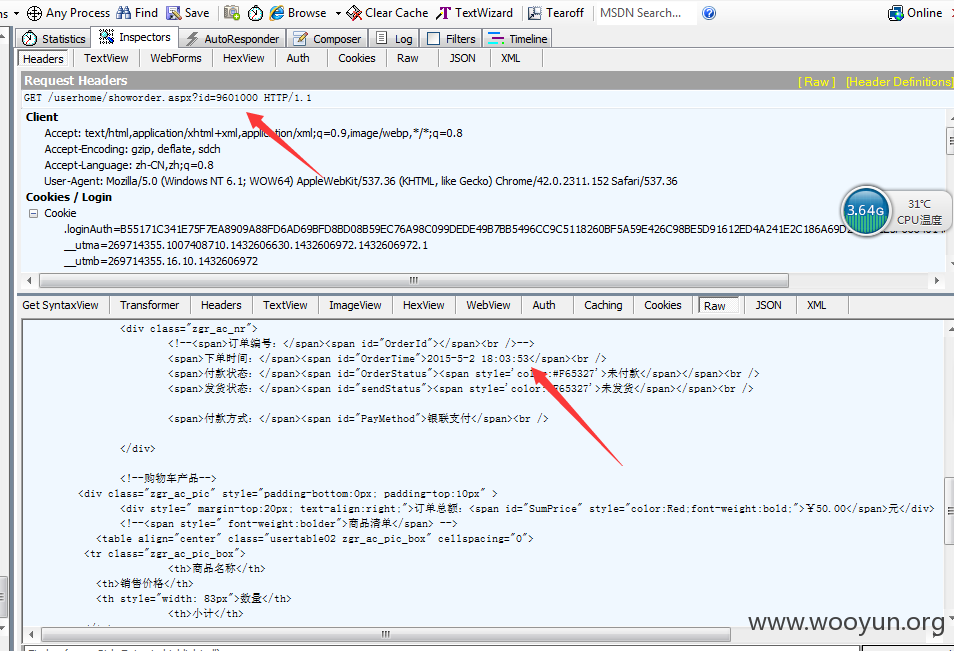 ns Any Process Find Save Browse Clear Cache TextWizard Tearoff MSDN Search... Online
Statistics Inspectors AutoResponder Composer Log Filters Timeline
Headers TextView WebForms HexView Auth Cookies Raw JSON XML
Request Headers [ Raw ] [Header Definitions]
GET /userhome/showorder.aspx?id=9601000 HTTP/1.1
Client
Accept: text/html,application/xhtml+xml,application/xml;q=0.9,image/webp,*/*;q=0.8
Accept-Encoding: gzip, deflate, sdch
Accept-Language: zh-CN,zh;q=0.8
User-Agent: Mozilla/5.0 (Windows NT 6.1; WOW64) AppleWebKit/537.36 (KHTML, like Gecko) Chrome/42.0.2311.152 Safari/537.36
Cookies / Login
Cookie
3.64G
31℃
CPU温度
.loginAuth=B55171C341E75F7EA8909A88FD6AD69BFD8BD08B59EC76A98C099DEDE49B7BB5496CC9C5118260BF5A59E426C98BE5D91612ED4A241E2C186A69D
__utma=269714355.1007408710.1432606630.1432606972.1432606972.1
__utmb=269714355.16.10.1432606972
Get SyntaxView Transformer Headers TextView ImageView HexView WebView Auth Caching Cookies Raw JSON XML
<div class="zgr_ac_nr">
<!--<span>订单编号：</span><span id="OrderId"></span><br />-->
<span>下单时间：</span><span id="OrderTime">2015-5-2 18:03:53</span><br />
<span>付款状态：</span><span id="OrderStatus"><span style='color:#F65327'>未付款</span></span><br />
<span>发货状态：</span><span id="sendStatus"><span style='color:#F65327'>未发货</span></span><br />
<span>付款方式：</span><span id="PayMethod">银联支付</span><br />
</div>
<!--购物车产品-->
<div class="zgr_ac_pic" style="padding-bottom:0px; padding-top:10px" >
<div style=" margin-top:20px; text-align:right;">订单总额：<span id="SumPrice" style="color:Red;font-weight:bold;">￥50.00</span>元</div>
<!--<span style=" font-weight:bolder">商品清单</span> -->
<table align="center" class="usertable02 zgr_ac_pic_box" cellspacing="0">
<tr class="zgr_ac_pic_box">
<th>商品名称</th>
<th>销售价格</th>
<th style="width: 83px">数量</th>
<th>小计</th>
www.wooyun.org